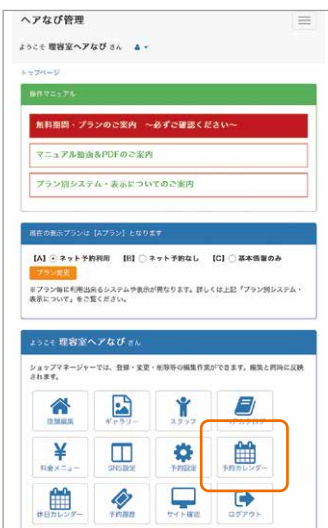 ヘアなび管理
ようこそ 理容室ヘアなび さん
トップページ
操作マニュアル
無料期間・プランのご案内 ～必ずご確認ください～
マニュアル動画&PDFのご案内
プラン別システム・表示についてのご案内
現在の表示プランは【Aプラン】となります
【A】 ネット予約利用 【B】 ネット予約なし 【C】 基本情報のみ
プラン変更
※プラン毎に利用出来るシステムや表示が異なります。詳しくは上記「プラン別システム・
表示について」をご覧ください。
ようこそ 理容室ヘアなび さん
ショップマネージャーでは、登録・変更・削除等の編集作業ができます。編集と同時に反映
されます。
店舗編集 ギャラリー スタッフ カタログ
料金メニュー SNS設定 予約設定 予約カレンダー
休日カレンダー 予約履歴 サイト確認 ログアウト